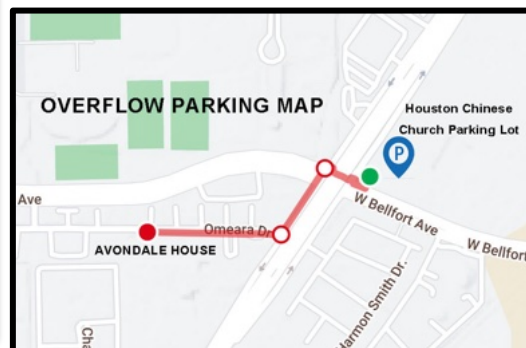 OVERFLOW PARKING MAP
Houston Chinese
Church Parking Lot
P
Ave
W Bellfort Ave
W Bellfort
Omeara Dr
AVONDALE HOUSE
Harmon Smith Dr.
Cha